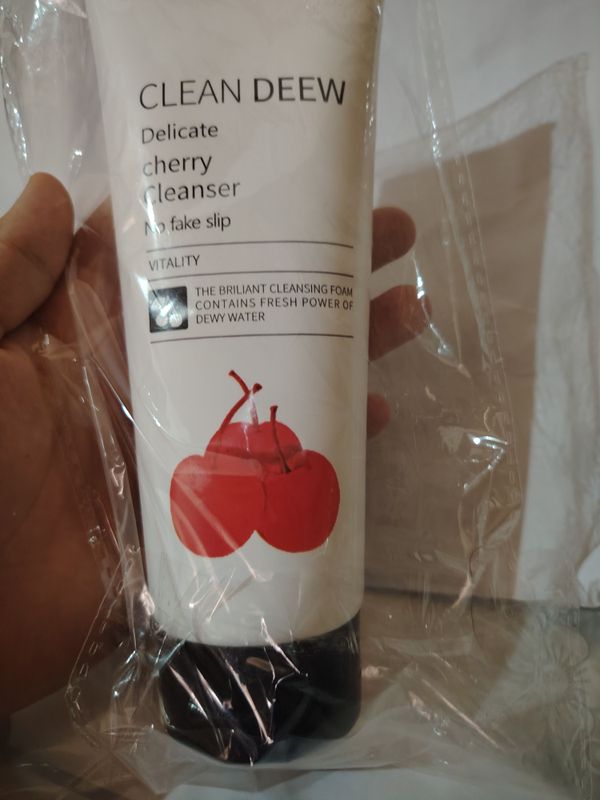 CLEAN DEEW
Delicate
cherry
Cleanser
No fake slip
VITALITY
THE BRILIANT CLEANSING FOAM
CONTAINS FRESH POWER OF
DEWY WATER